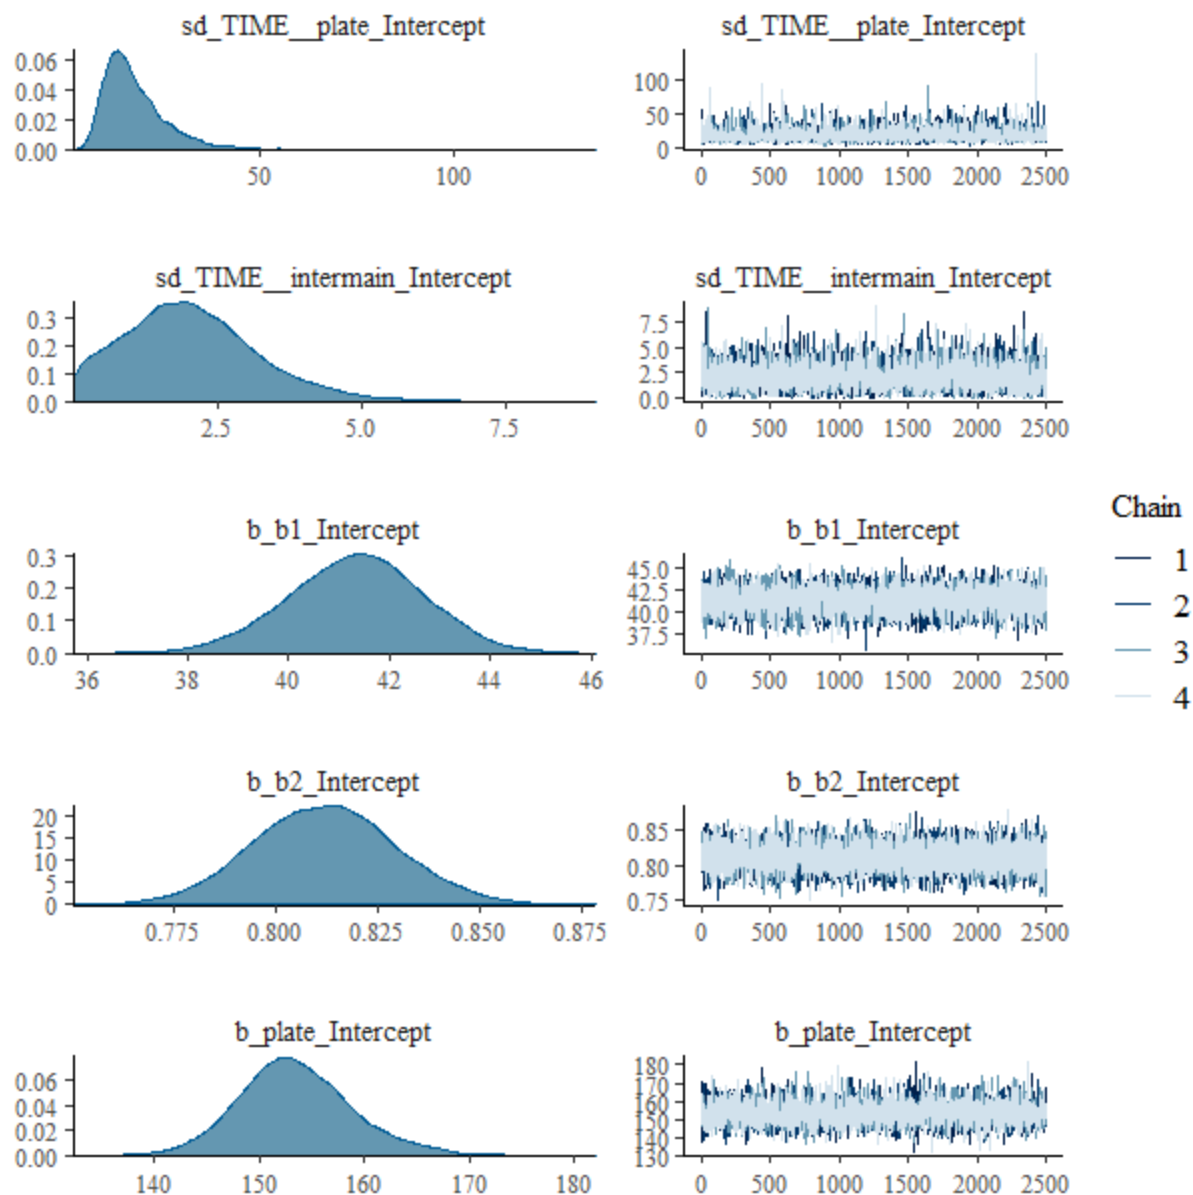 sd_TIME__plate_Intercept
sd_TIME__plate_Intercept
0.06
0.04
0.02
0.00
50 100
100
50
0
0 500 1000 1500 2000 2500
sd_TIME__intermain_Intercept
sd_TIME__intermain_Intercept
0.3
0.2
0.1
0.0
2.5 5.0 7.5
7.5
5.0
2.5
0.0
0 500 1000 1500 2000 2500
b_b1_Intercept
b_b1_Intercept
0.3
0.2
0.1
0.0
36 38 40 42 44 46
45.0
42.5
40.0
37.5
0 500 1000 1500 2000 2500
Chain
1
2
3
4
b_b2_Intercept
b_b2_Intercept
20
15
10
5
0
0.775 0.800 0.825 0.850 0.875
0.85
0.80
0.75
0 500 1000 1500 2000 2500
b_plate_Intercept
b_plate_Intercept
0.06
0.04
0.02
0.00
140 150 160 170 180
180
170
160
150
140
130
0 500 1000 1500 2000 2500